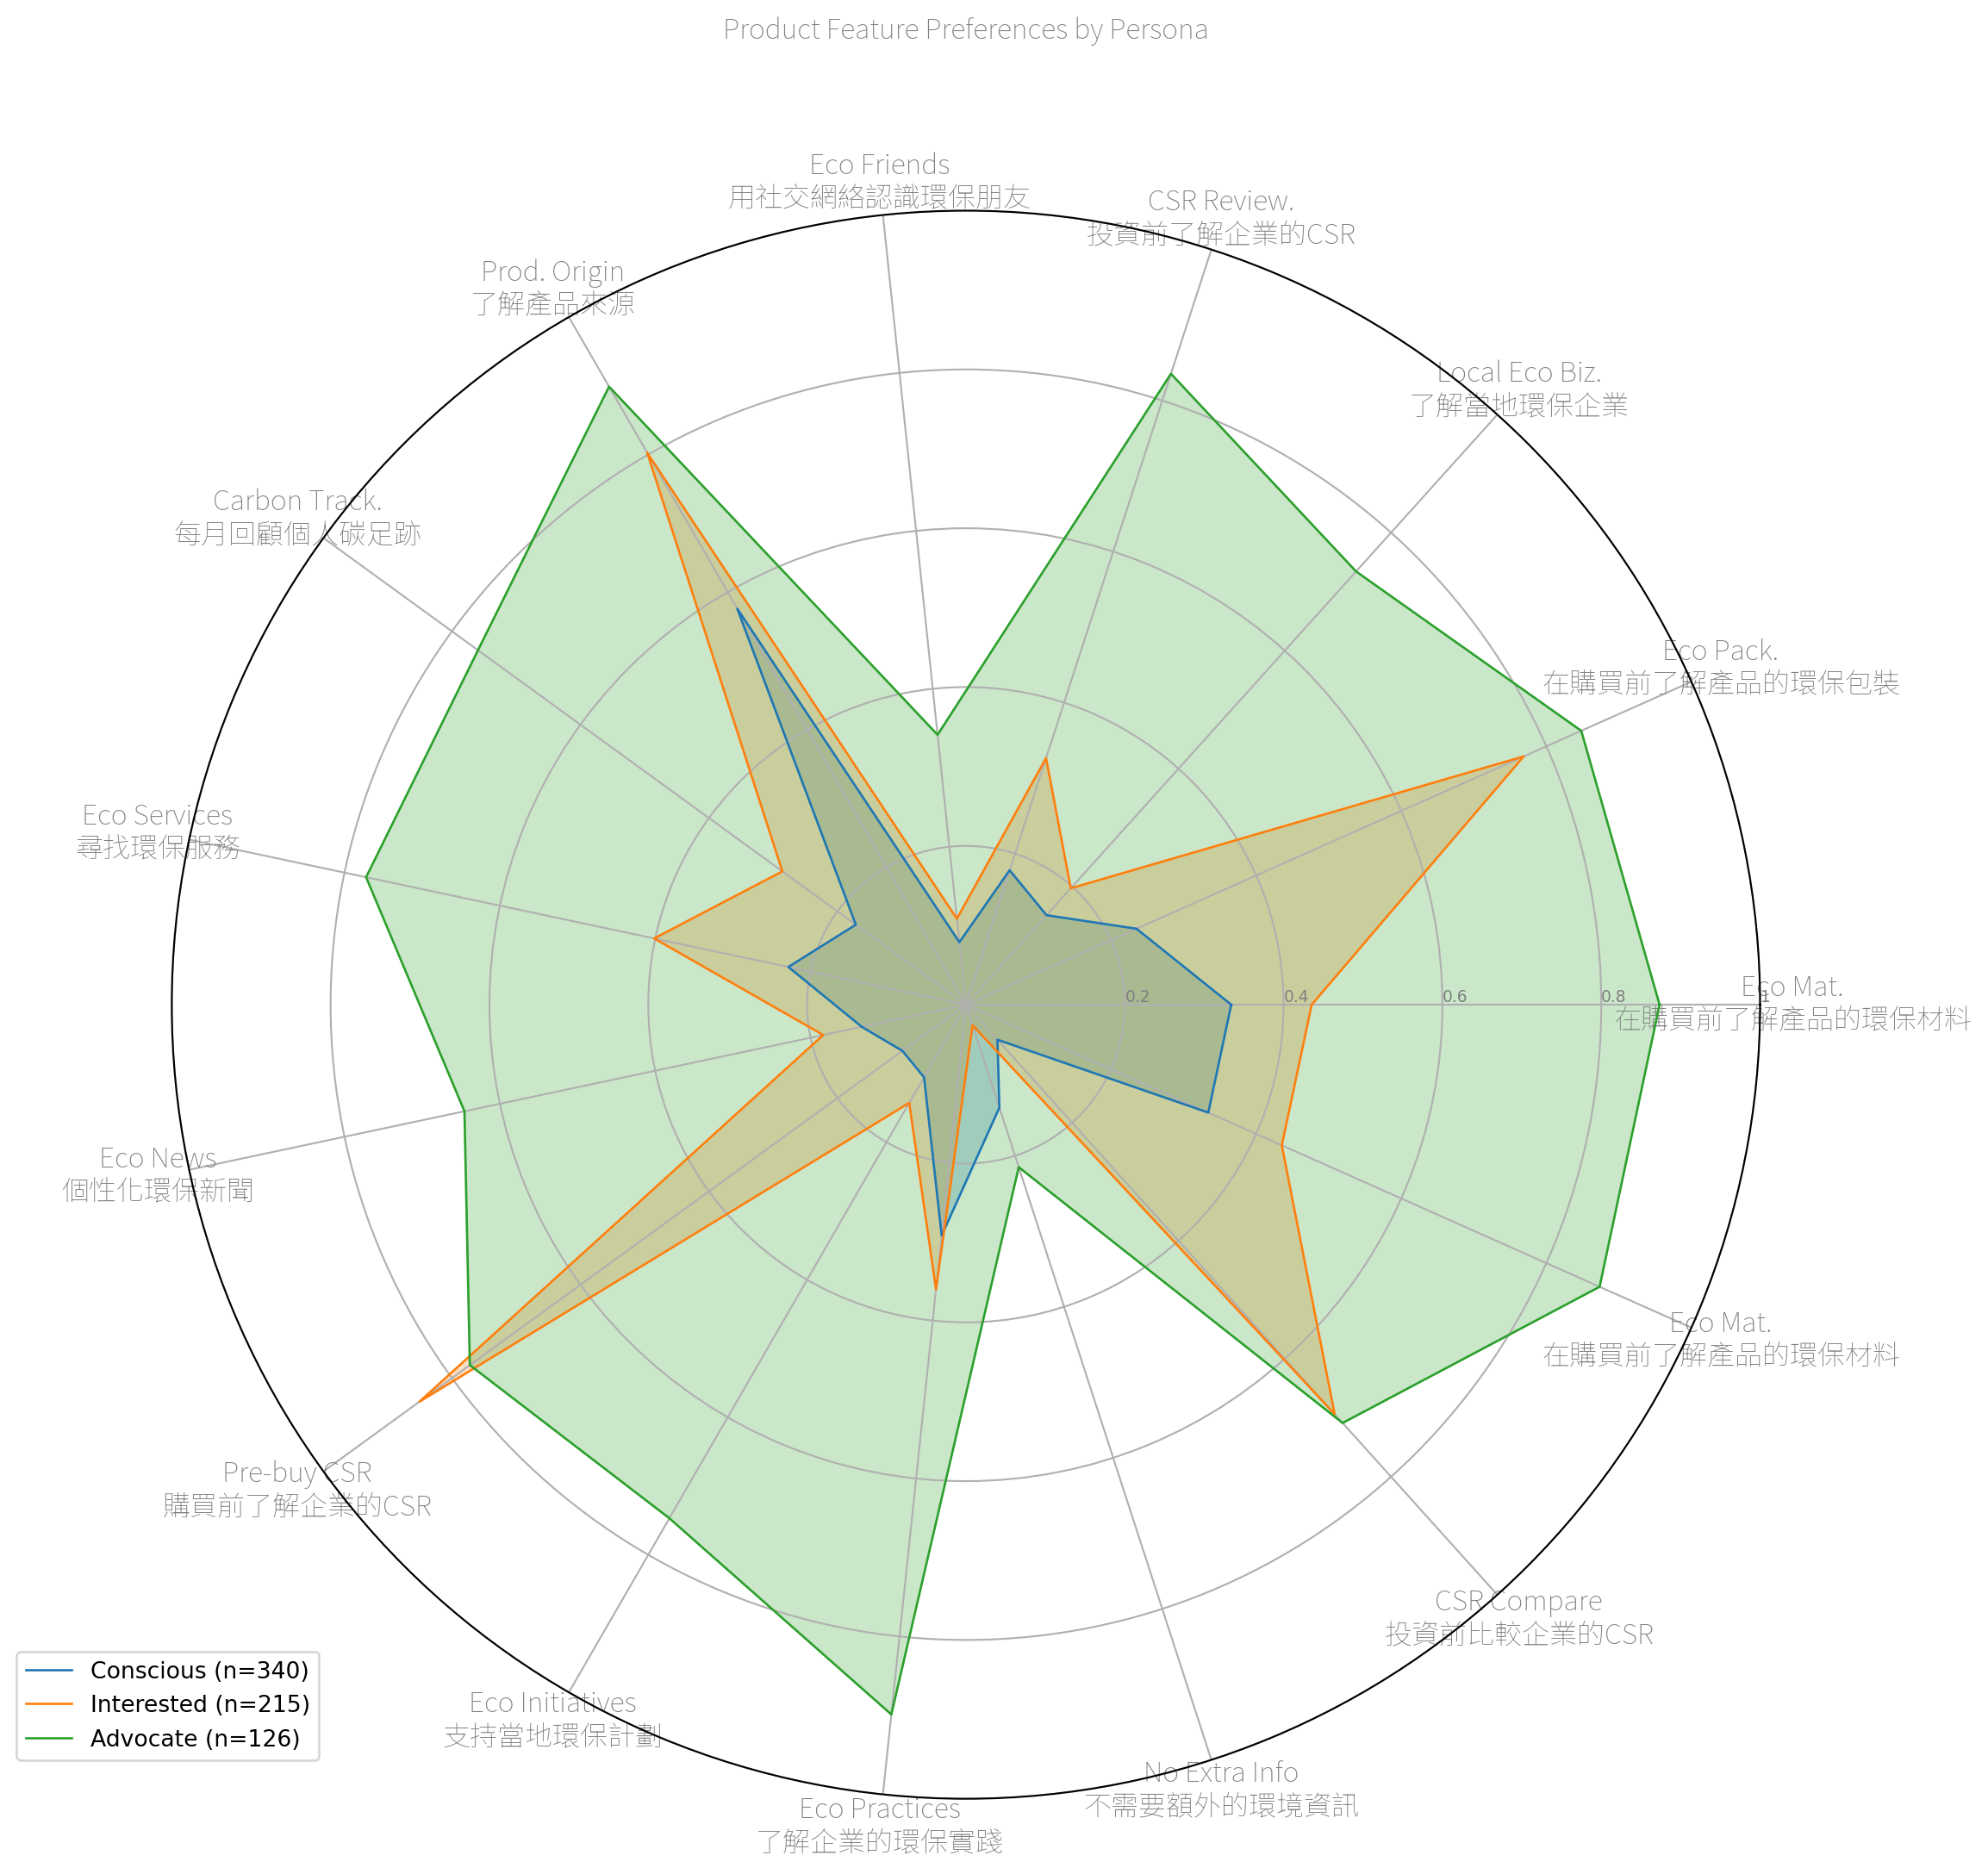 Product Feature Preferences by Persona
Eco Friends
用社交網絡認識環保朋友
CSR Review.
投資前了解企業的CSR
Prod. Origin
了解產品來源
Local Eco Biz.
了解當地環保企業
Carbon Track.
每月回顧個人碳足跡
Eco Pack.
在購買前了解產品的環保包裝
Eco Services
尋找環保服務
Eco Mat.
在購買前了解產品的環保材料
0.2
0.4
0.6
0.8
1
Eco News
個性化環保新聞
Eco Mat.
在購買前了解產品的環保材料
Pre-buy CSR
購買前了解企業的CSR
CSR Compare
投資前比較企業的CSR
Eco Initiatives
支持當地環保計劃
No Extra Info
不需要額外的環境資訊
Eco Practices
了解企業的環保實踐
Conscious (n=340)
Interested (n=215)
Advocate (n=126)